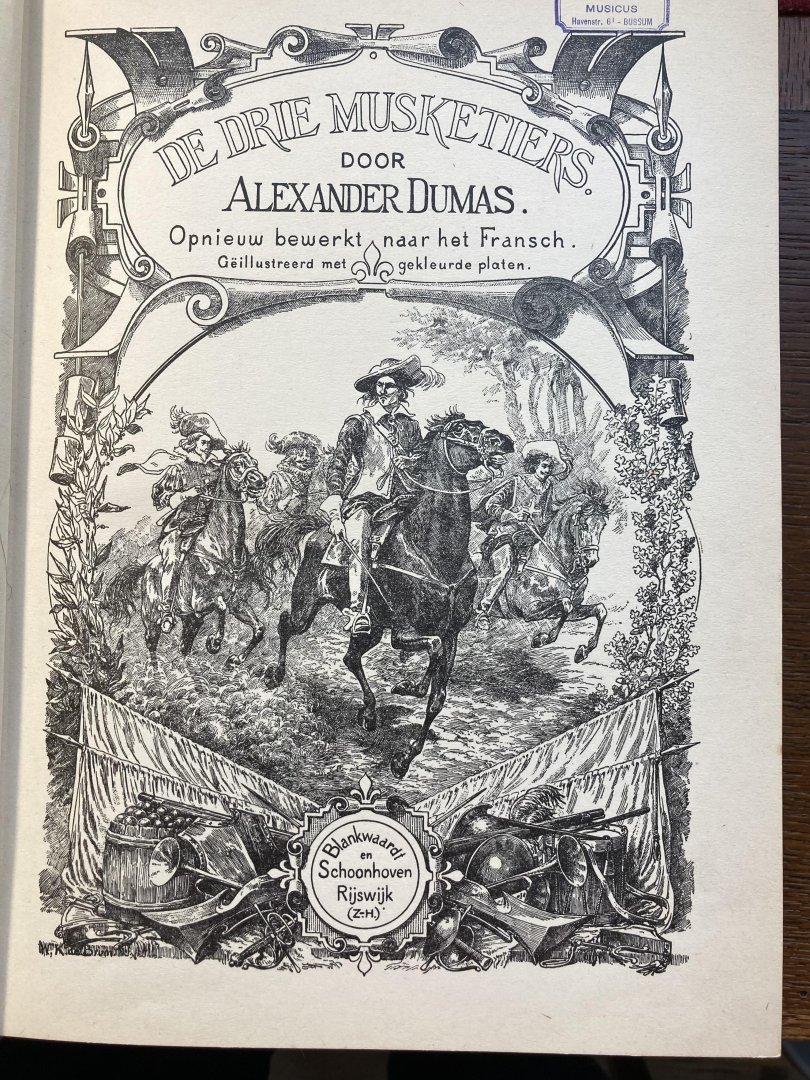 MUSICUS
Havenstr. 61 - BUSSUM
DE DRIE MUSKETIERS.
DOOR
ALEXANDER DUMAS.
Opnieuw bewerkt naar het Fransch.
Gëillustreerd met gekleurde platen.
Blankwaardt
en
Schoonhoven
Rijswijk
(Z.-H.)